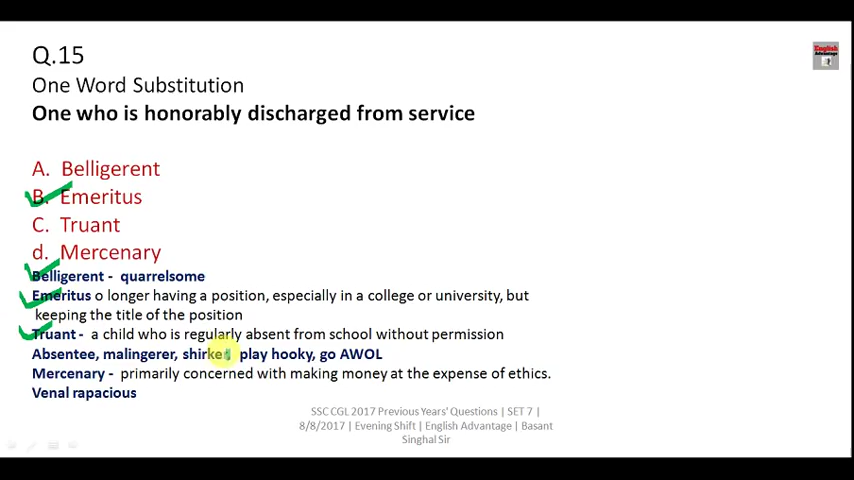 Q.15
English
Advantage
One Word Substitution
One who is honorably discharged from service
A. Belligerent
B. Emeritus
C. Truant
d. Mercenary
Belligerent - quarrelsome
Emeritus o longer having a position, especially in a college or university, but
keeping the title of the position
Truant - a child who is regularly absent from school without permission
Absentee, malingerer, shirker, play hooky, go AWOL
Mercenary - primarily concerned with making money at the expense of ethics.
Venal rapacious
SSC CGL 2017 Previous Years' Questions | SET 7 |
8/8/2017 | Evening Shift | English Advantage | Basant
Singhal Sir